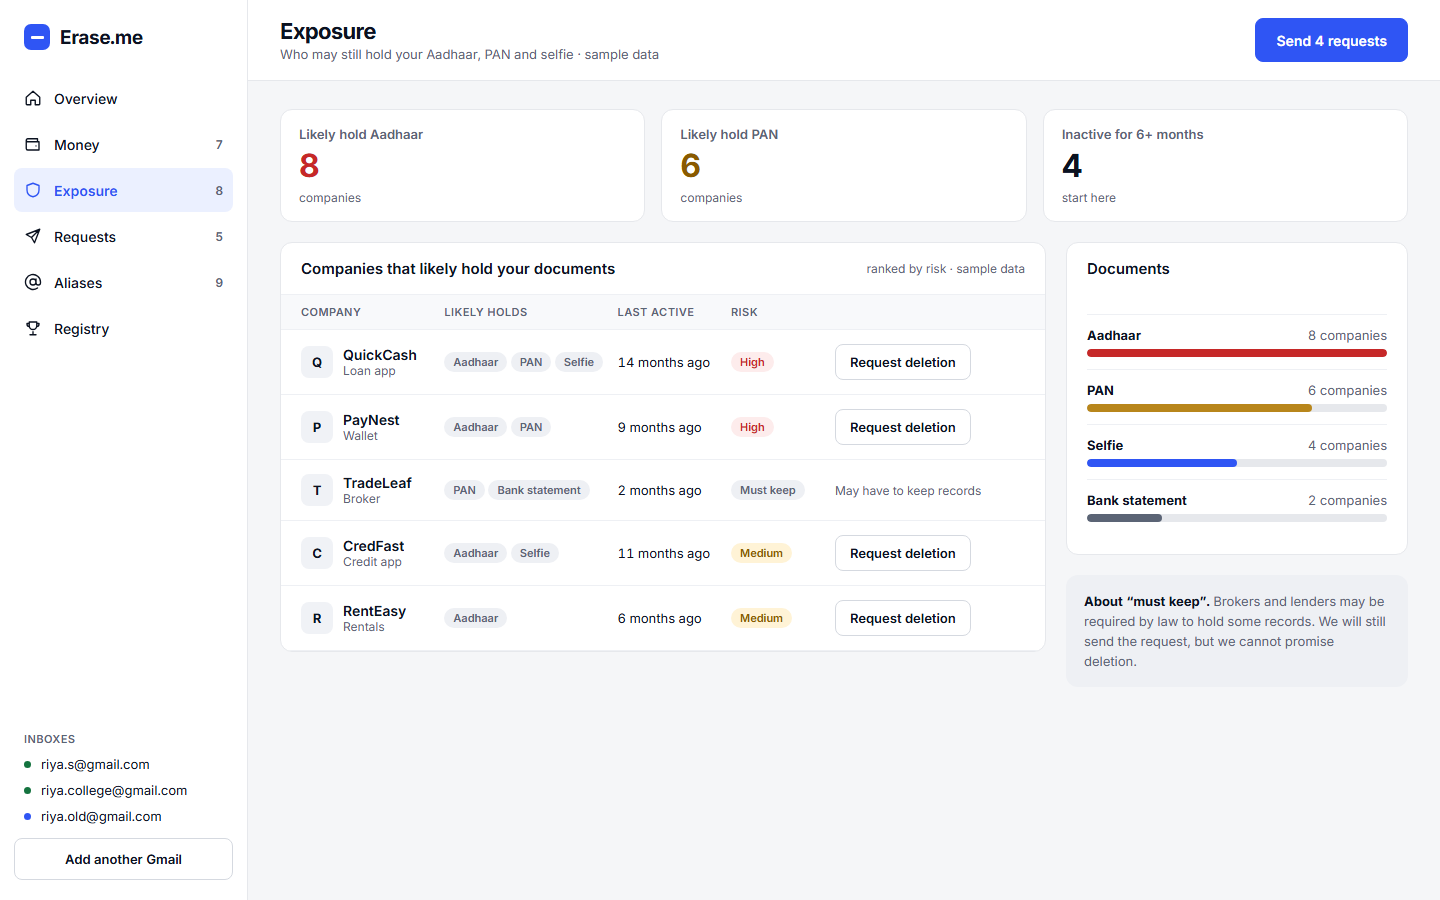 Erase.me
Overview
Money 7
Exposure 8
Requests 5
Aliases 9
Registry
INBOXES
riya.s@gmail.com
riya.college@gmail.com
riya.old@gmail.com
Add another Gmail
Exposure
Who may still hold your Aadhaar, PAN and selfie · sample data
Send 4 requests
Likely hold Aadhaar
8
companies
Likely hold PAN
6
companies
Inactive for 6+ months
4
start here
Companies that likely hold your documents
ranked by risk · sample data
COMPANY LIKELY HOLDS LAST ACTIVE RISK
Q QuickCash Aadhaar PAN Selfie 14 months ago High Request deletion
Loan app
P PayNest Aadhaar PAN 9 months ago High Request deletion
Wallet
T TradeLeaf PAN Bank statement 2 months ago Must keep May have to keep records
Broker
C CredFast Aadhaar Selfie 11 months ago Medium Request deletion
Credit app
R RentEasy Aadhaar 6 months ago Medium Request deletion
Rentals
Documents
Aadhaar 8 companies
PAN 6 companies
Selfie 4 companies
Bank statement 2 companies
About “must keep”. Brokers and lenders may be
required by law to hold some records. We will still
send the request, but we cannot promise
deletion.